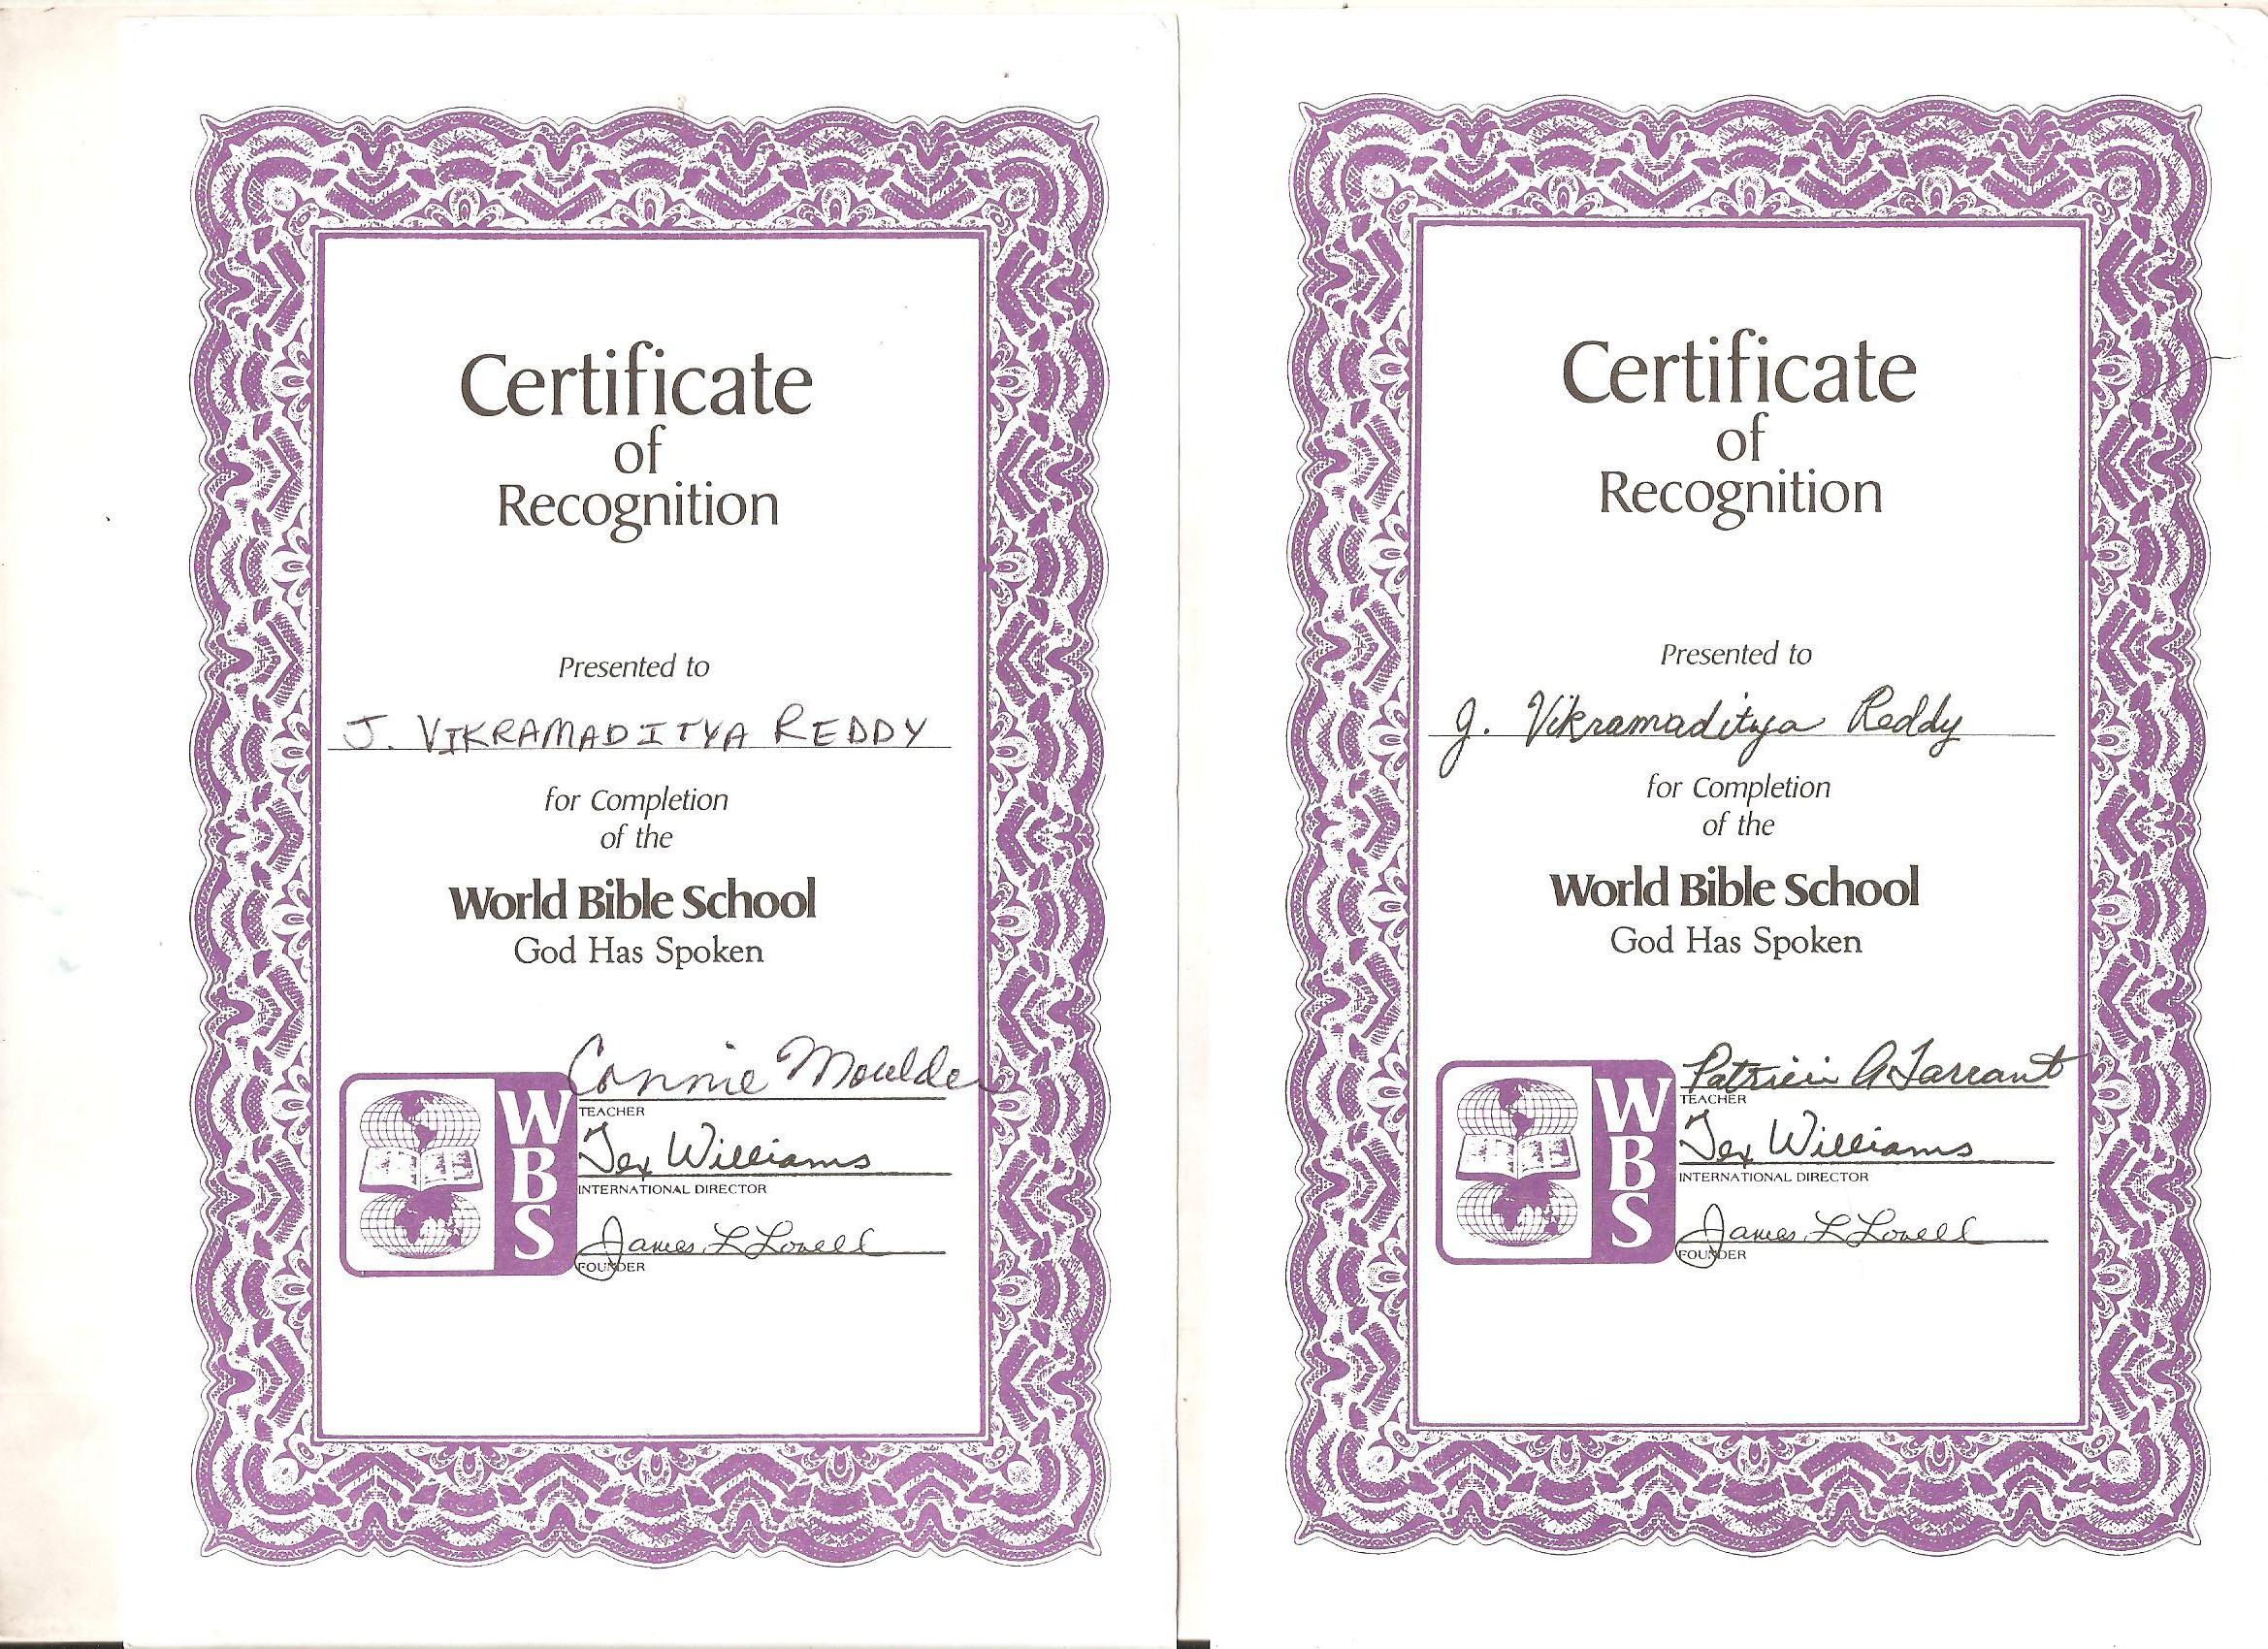 Certificate
of
Recognition
Presented to
J. VIKRAMADITYA REDDY
for Completion
of the
World Bible School
God Has Spoken
WBS
Connie Moulder
TEACHER
Tex Williams
INTERNATIONAL DIRECTOR
James L Lovell
FOUNDER
Certificate
of
Recognition
Presented to
J. Vikramaditya Reddy
for Completion
of the
World Bible School
God Has Spoken
WBS
Patricia A Tarrant
TEACHER
Tex Williams
INTERNATIONAL DIRECTOR
James L Lovell
FOUNDER